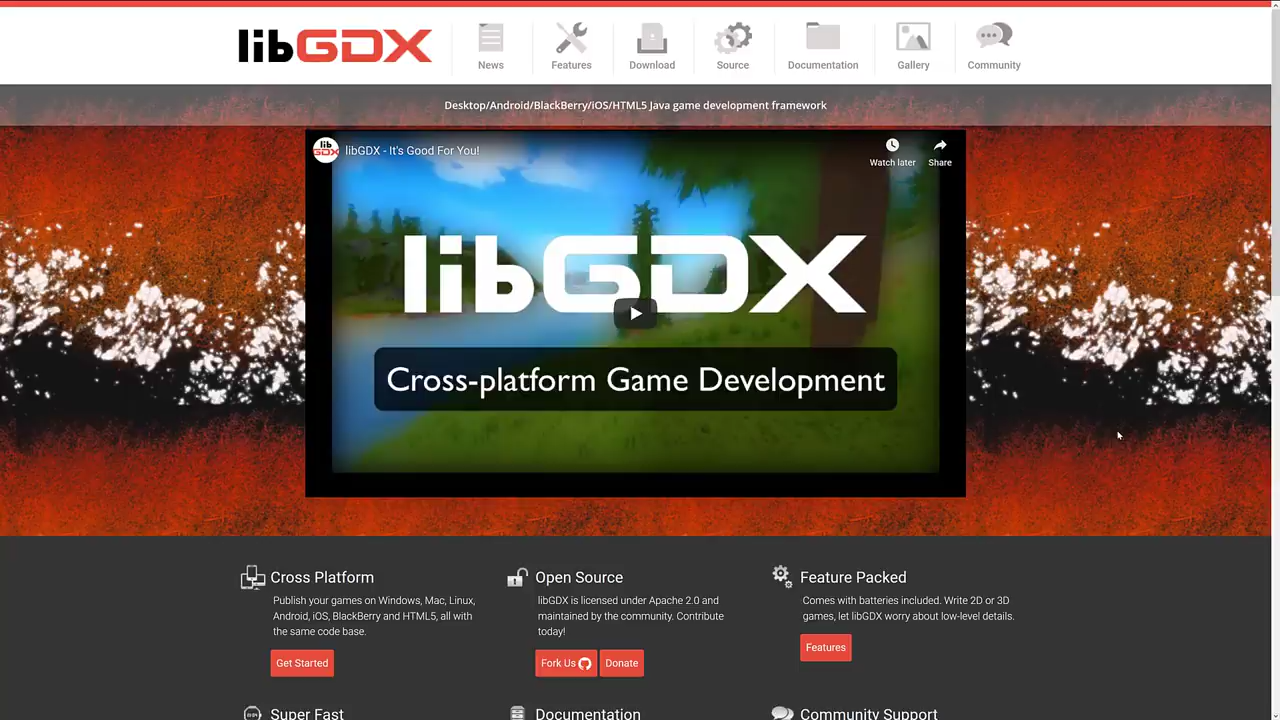 libGDX
News
Features
Download
Source
Documentation
Gallery
Community
Desktop/Android/BlackBerry/iOS/HTML5 Java game development framework
lib GDX
libGDX - It's Good For You!
Watch later
Share
libGDX
Cross-platform Game Development
Cross Platform
Publish your games on Windows, Mac, Linux,
Android, iOS, BlackBerry and HTML5, all with
the same code base.
Get Started
Open Source
libGDX is licensed under Apache 2.0 and
maintained by the community. Contribute
today!
Fork Us
Donate
Feature Packed
Comes with batteries included. Write 2D or 3D
games, let libGDX worry about low-level details.
Features
Super Fast
Documentation
Community Support